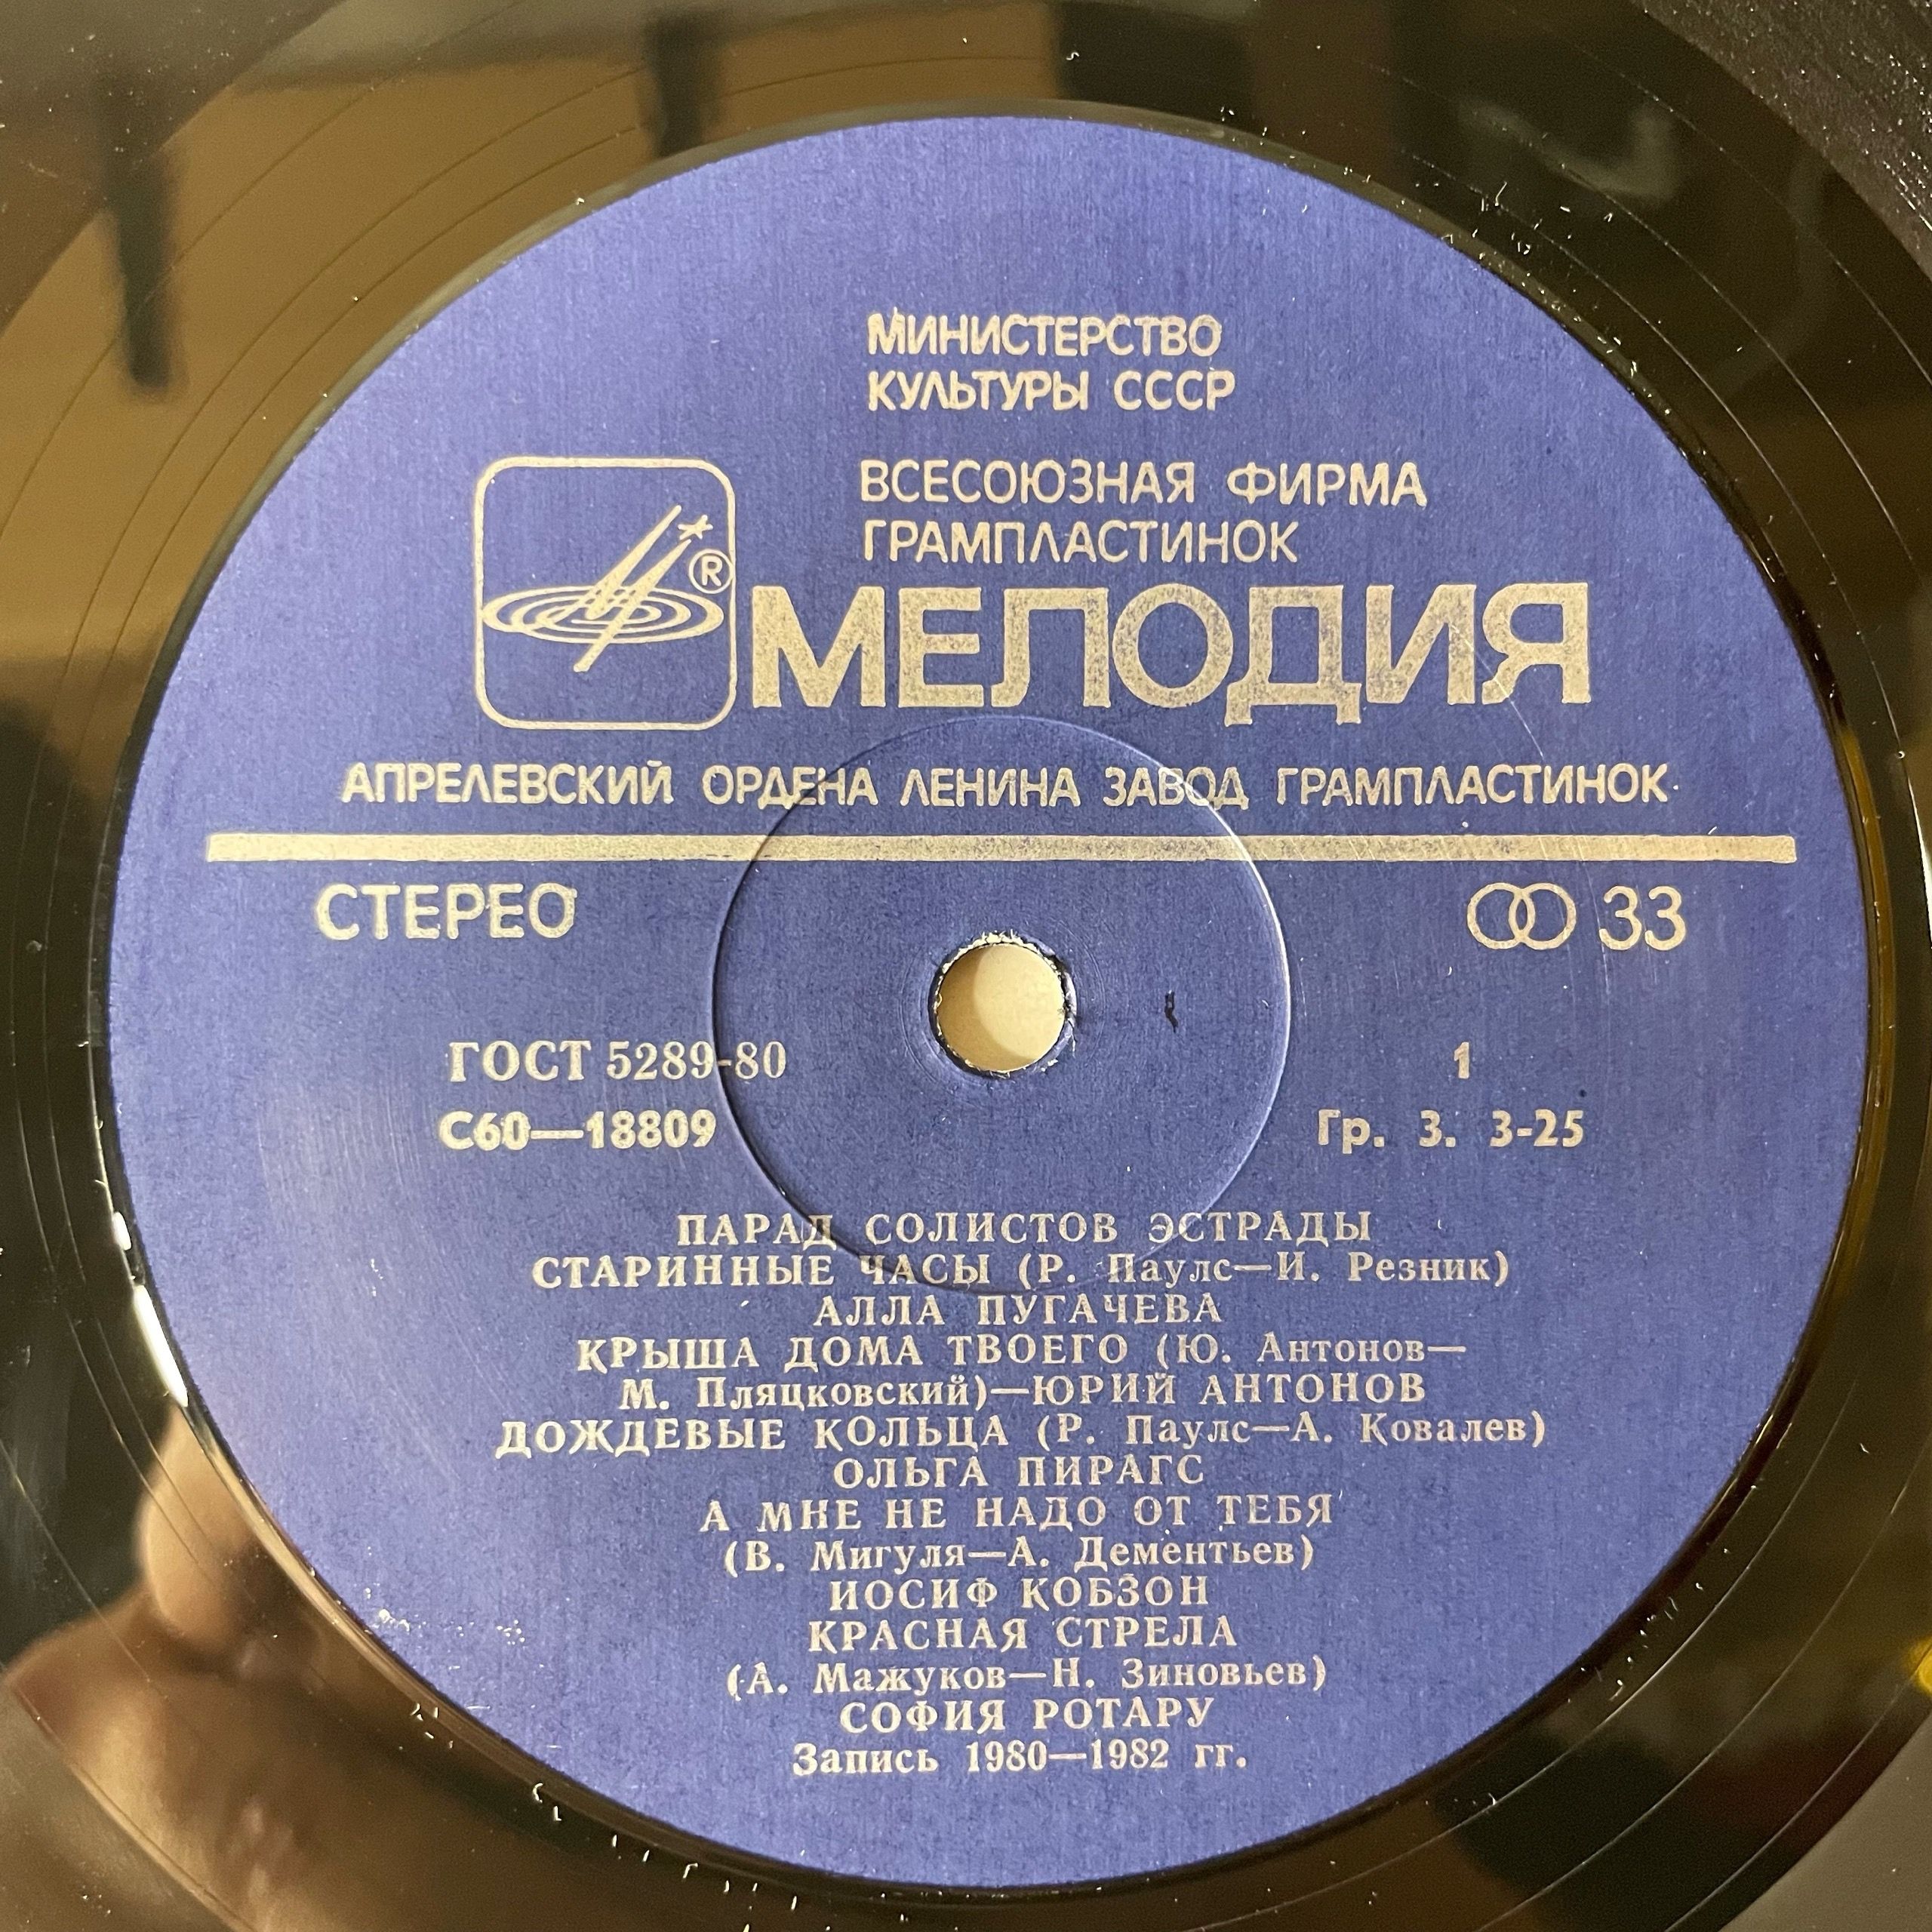 МИНИСТЕРСТВО
КУЛЬТУРЫ СССР
ВСЕСОЮЗНАЯ ФИРМА
ГРАМПЛАСТИНОК
® МЕЛОДИЯ
АПРЕЛЕВСКИЙ ОРДЕНА ЛЕНИНА ЗАВОД ГРАМПЛАСТИНОК
СТЕРЕО 33
ГОСТ 5289-80 1
С60—18809 Гр. 3. 3-25
ПАРАД СОЛИСТОВ ЭСТРАДЫ
СТАРИННЫЕ ЧАСЫ (Р. Паулс—И. Резник)
АЛЛА ПУГАЧЕВА
КРЫША ДОМА ТВОЕГО (Ю. Антонов—
М. Пляцковский)—ЮРИЙ АНТОНОВ
ДОЖДЕВЫЕ КОЛЬЦА (Р. Паулс—А. Ковалев)
ОЛЬГА ПИРАГС
А МНЕ НЕ НАДО ОТ ТЕБЯ
(В. Мигуля—А. Дементьев)
ИОСИФ КОБЗОН
КРАСНАЯ СТРЕЛА
(А. Мажуков—Н. Зиновьев)
СОФИЯ РОТАРУ
Запись 1980—1982 гг.